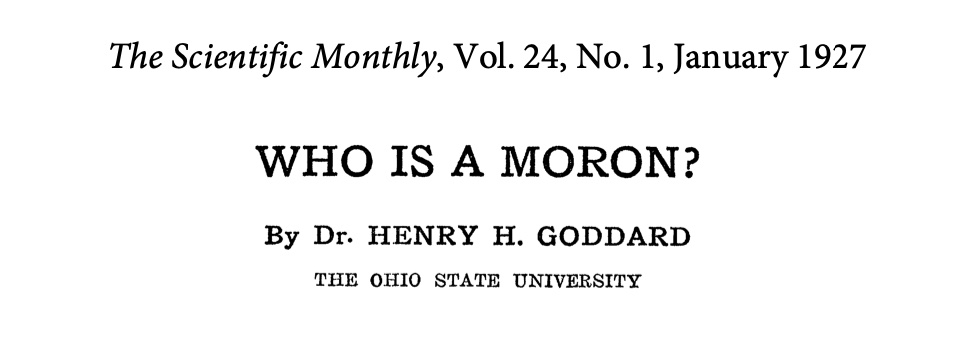 The Scientific Monthly, Vol. 24, No. 1, January 1927
WHO IS A MORON?
By Dr. HENRY H. GODDARD
THE OHIO STATE UNIVERSITY